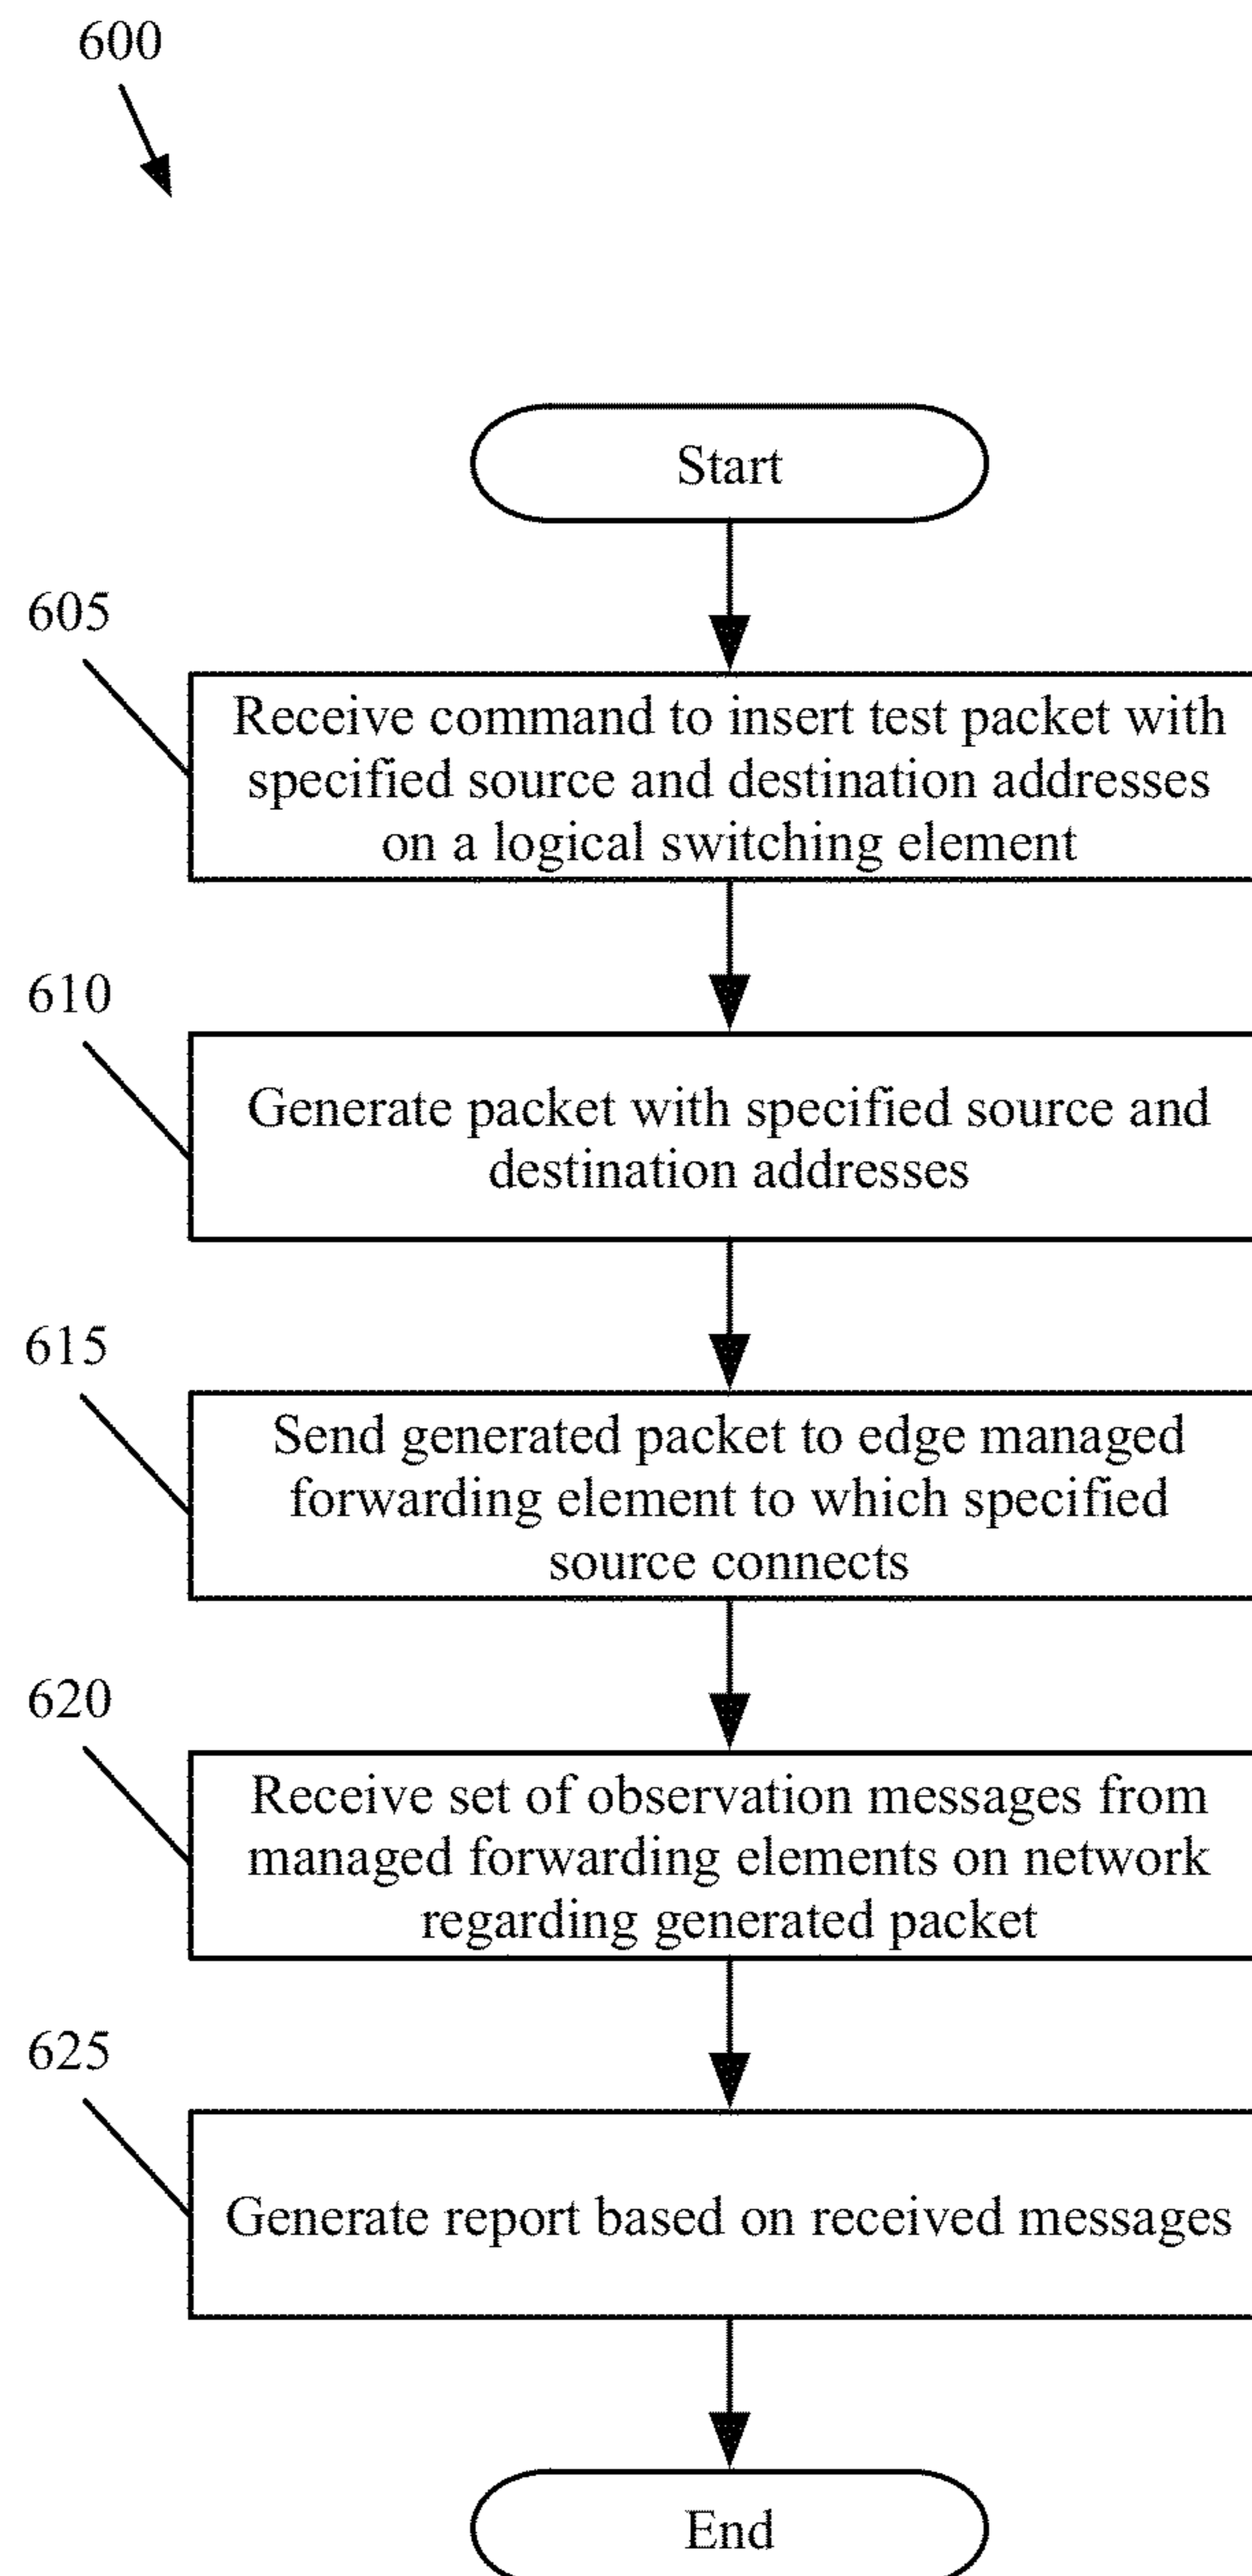 600
Start
605
Receive command to insert test packet with
specified source and destination addresses
on a logical switching element
610
Generate packet with specified source and
destination addresses
615
Send generated packet to edge managed
forwarding element to which specified
source connects
620
Receive set of observation messages from
managed forwarding elements on network
regarding generated packet
625
Generate report based on received messages
End